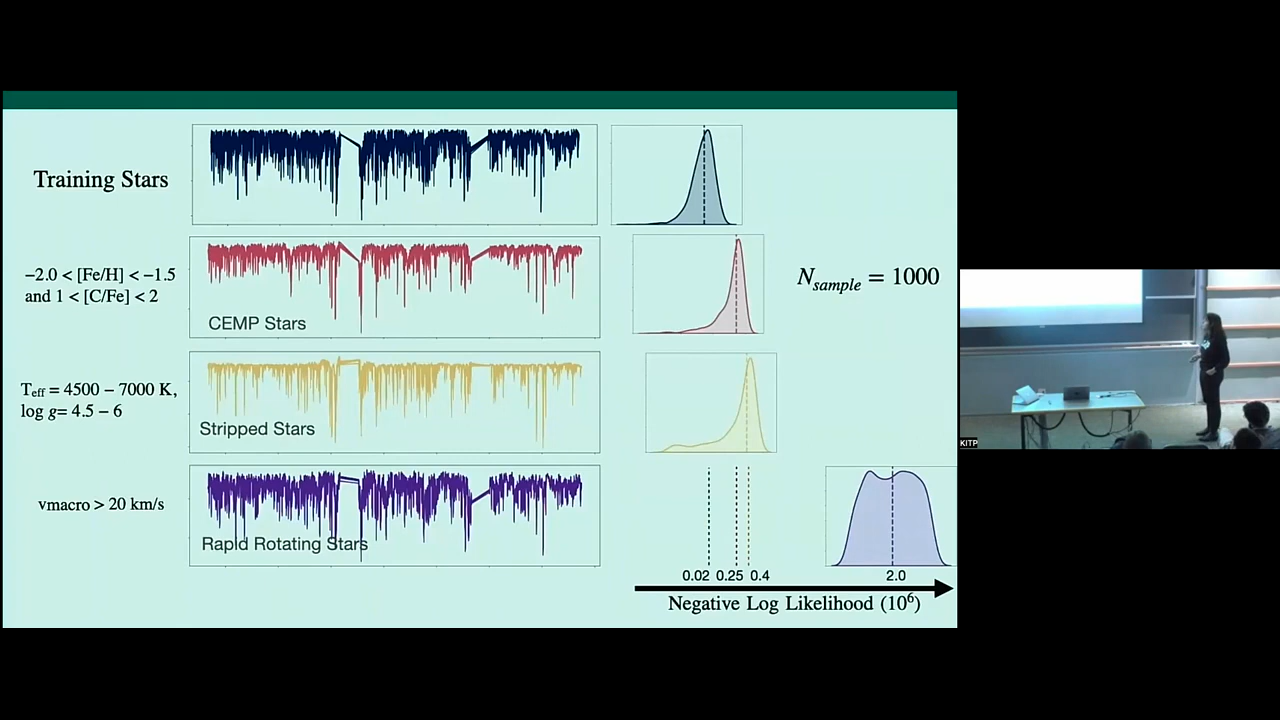 Training Stars
−2.0 < [Fe/H] < −1.5
and 1 < [C/Fe] < 2
CEMP Stars
N_sample = 1000
T_eff = 4500 − 7000 K,
log g= 4.5 − 6
Stripped Stars
vmacro > 20 km/s
Rapid Rotating Stars
0.02 0.25 0.4 2.0
Negative Log Likelihood (10⁶)
KITP